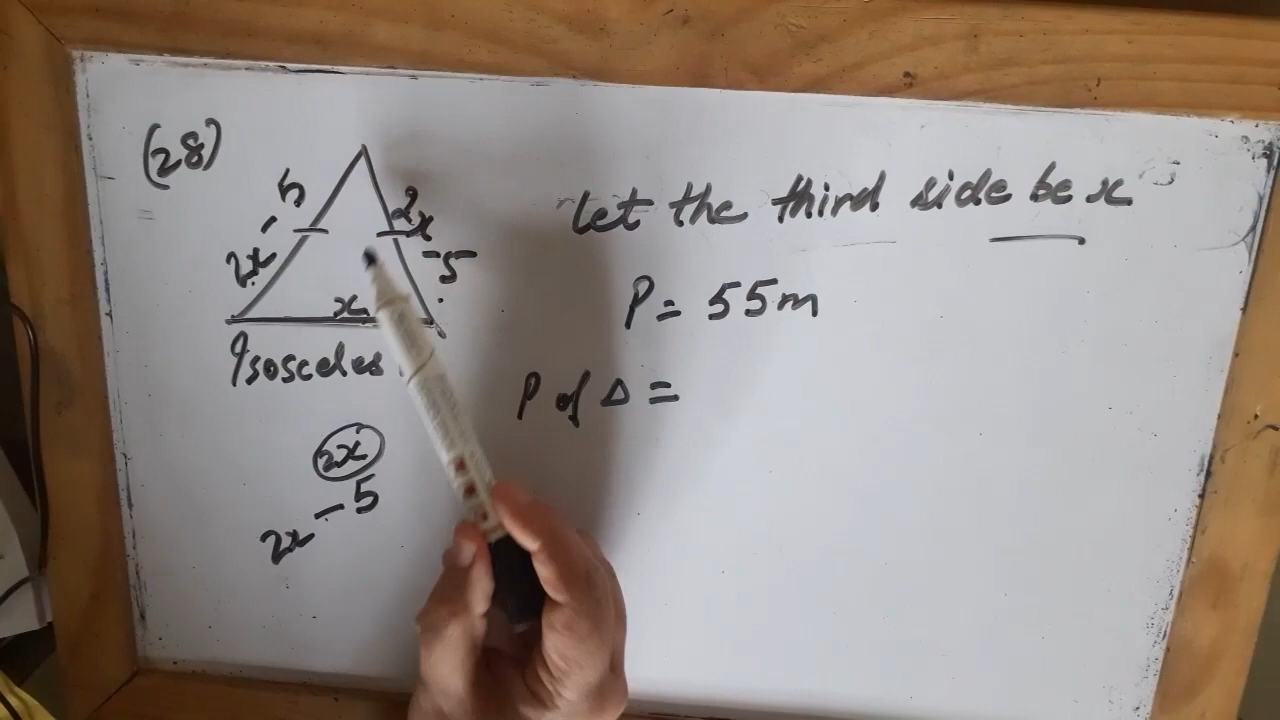 (28)
Let the third side be x
2x - 5
2x - 5
x
P = 55m
Isosceles
P of Δ =
2x
2x - 5